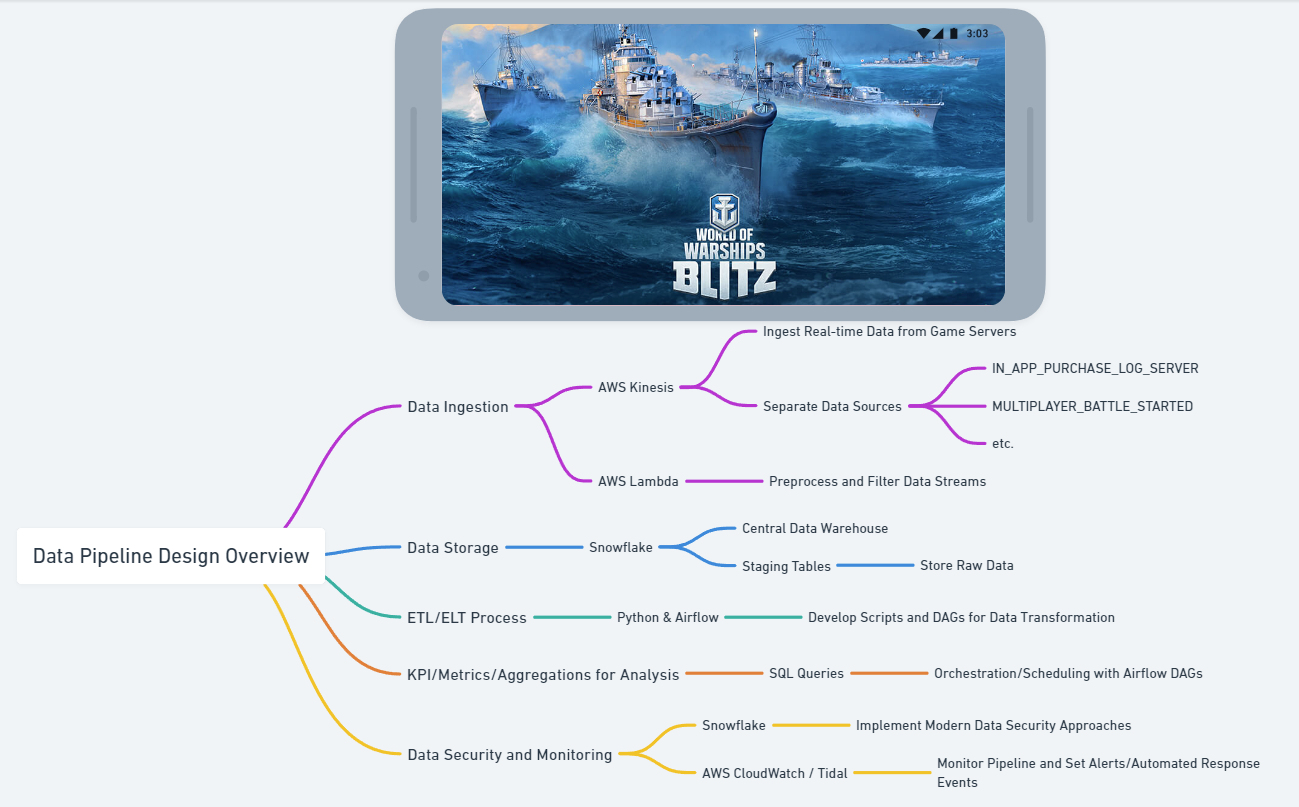 3:03
WORLD OF
WARSHIPS
BLITZ
Ingest Real-time Data from Game Servers
IN_APP_PURCHASE_LOG_SERVER
AWS Kinesis
Data Ingestion
Separate Data Sources
MULTIPLAYER_BATTLE_STARTED
etc.
AWS Lambda
Preprocess and Filter Data Streams
Central Data Warehouse
Data Storage
Snowflake
Data Pipeline Design Overview
Staging Tables
Store Raw Data
ETL/ELT Process
Python & Airflow
Develop Scripts and DAGs for Data Transformation
KPI/Metrics/Aggregations for Analysis
SQL Queries
Orchestration/Scheduling with Airflow DAGs
Snowflake
Implement Modern Data Security Approaches
Data Security and Monitoring
AWS CloudWatch / Tidal
Monitor Pipeline and Set Alerts/Automated Response
Events